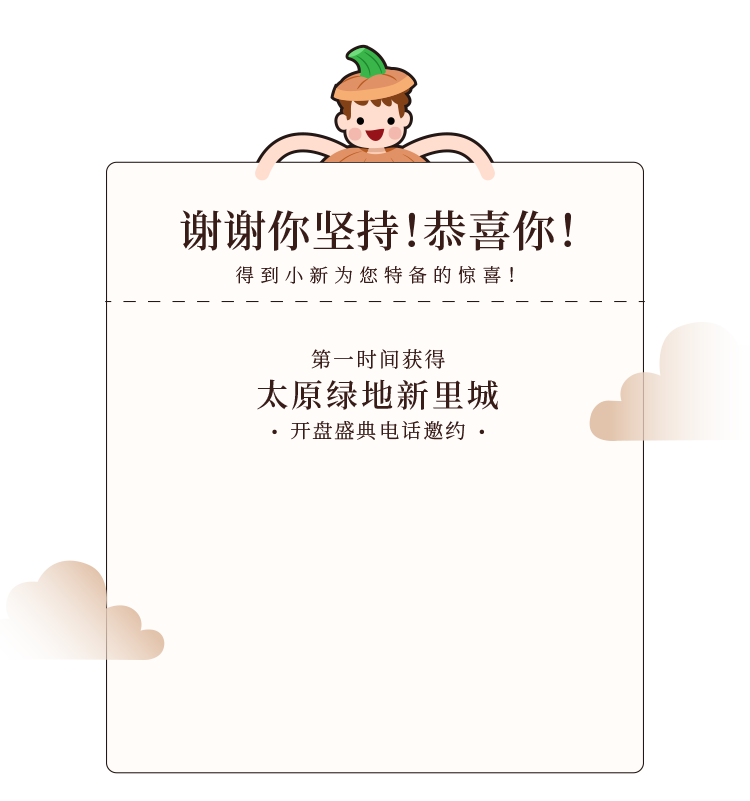 谢谢你坚持！恭喜你！
得到小新为您特备的惊喜！
第一时间获得
太原绿地新里城
· 开盘盛典电话邀约 ·